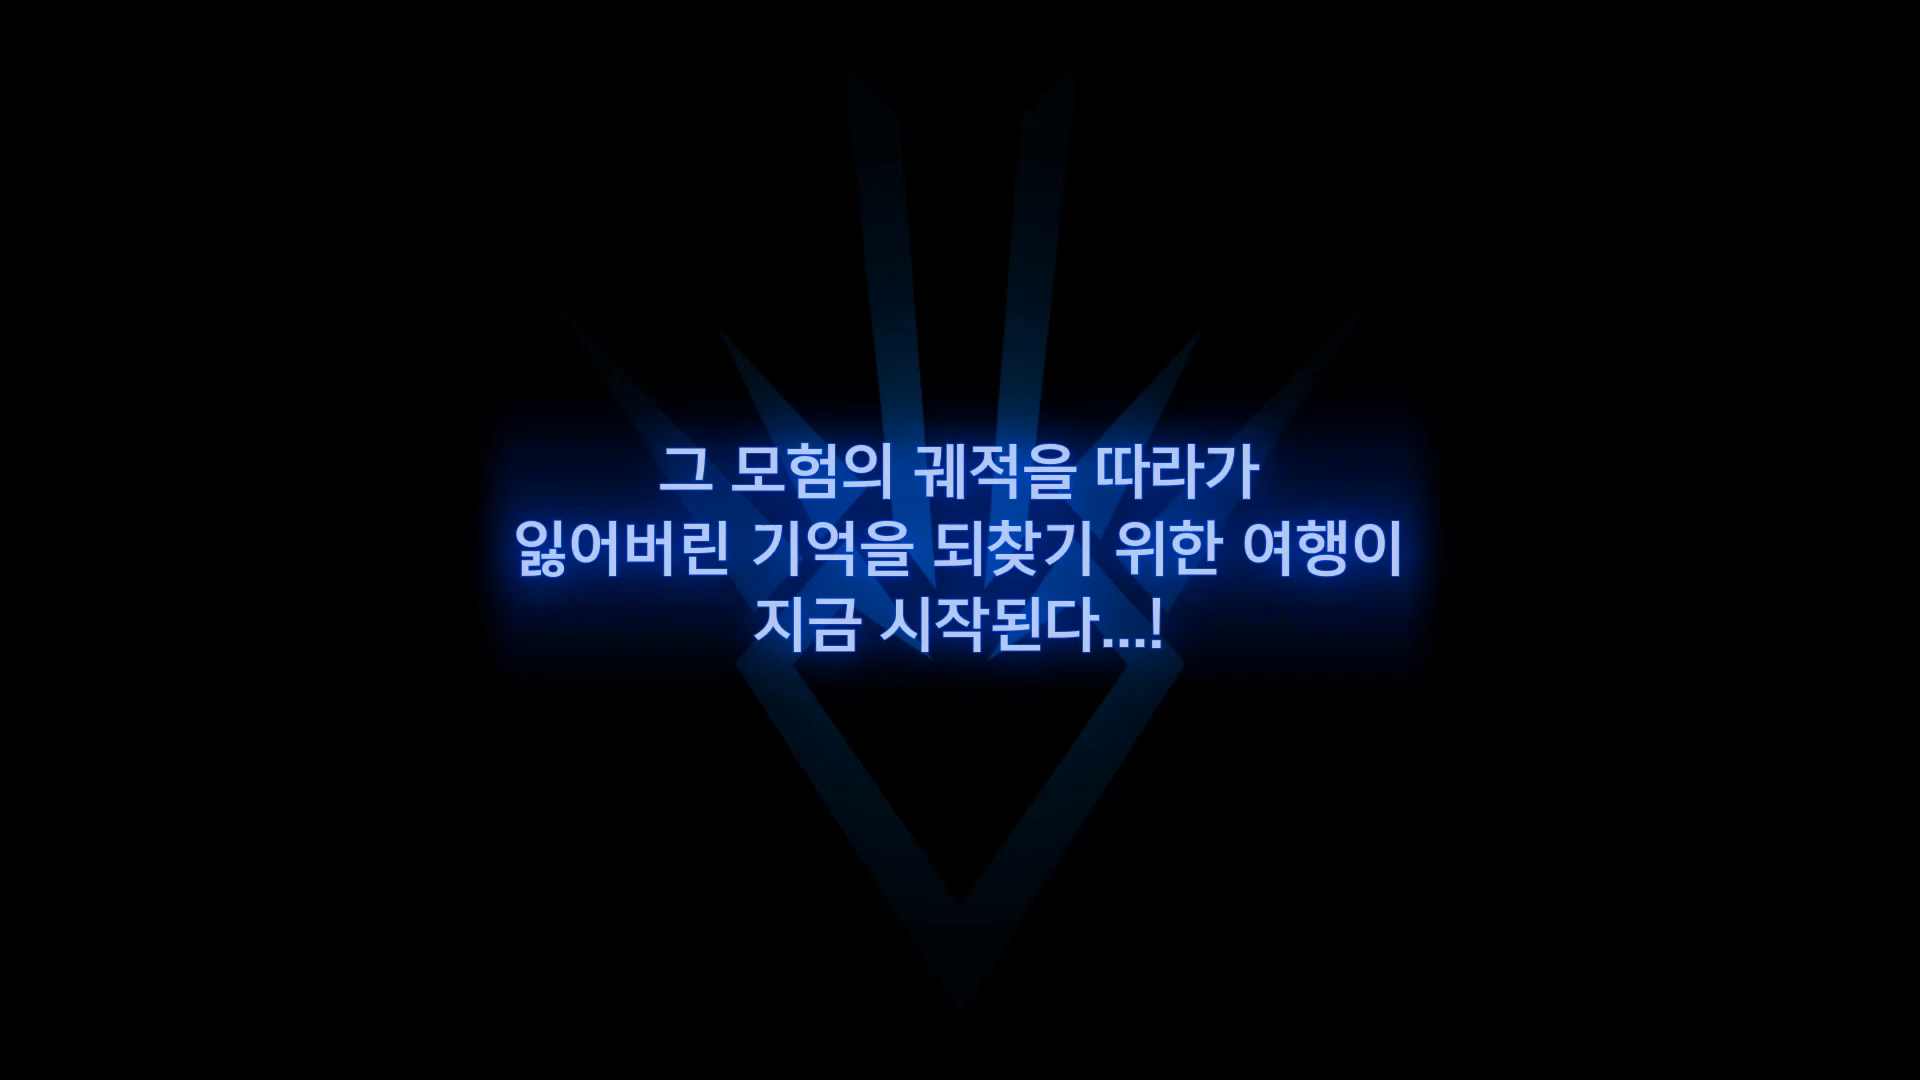 그 모험의 궤적을 따라가
잃어버린 기억을 되찾기 위한 여행이
지금 시작된다...!